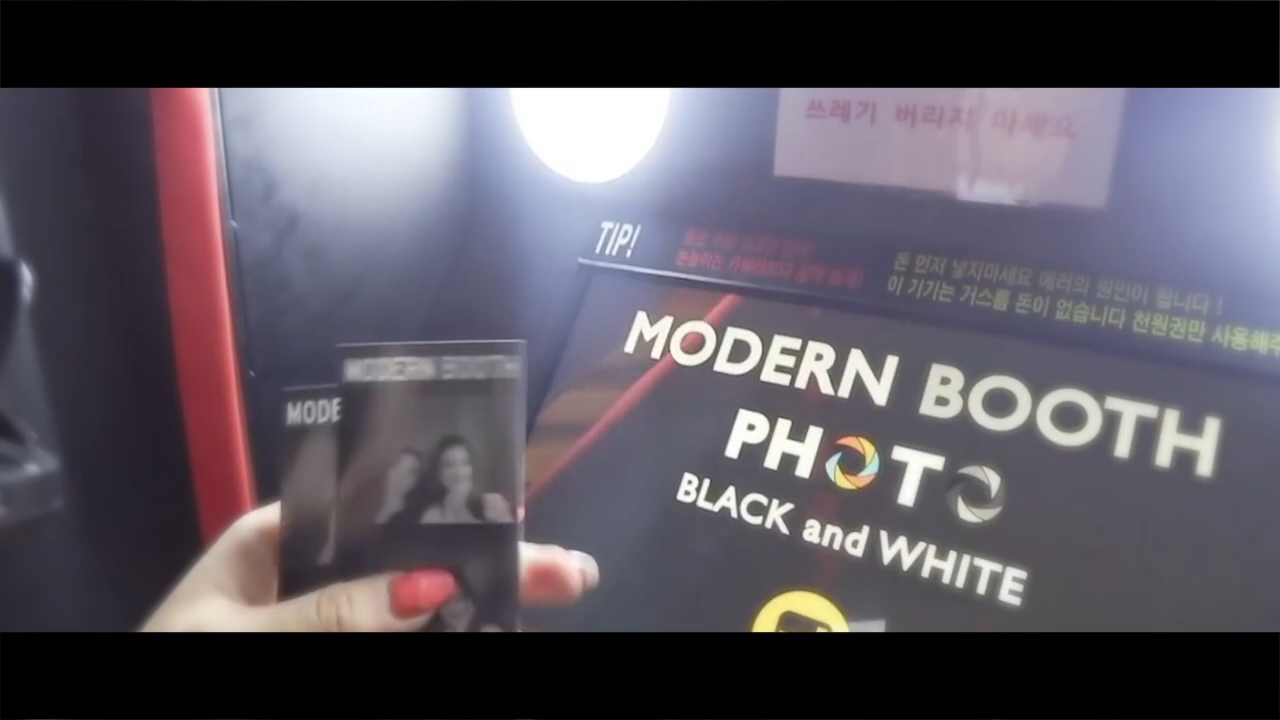 쓰레기 버리지 마세요
TIP!
돈 먼저 넣지마세요 에러의 원인이 됩니다 !
이 기기는 거스름 돈이 없습니다 천원권만 사용해주
MODERN BOOTH
PHOTO
BLACK and WHITE
MODERN BOOTH
MODE